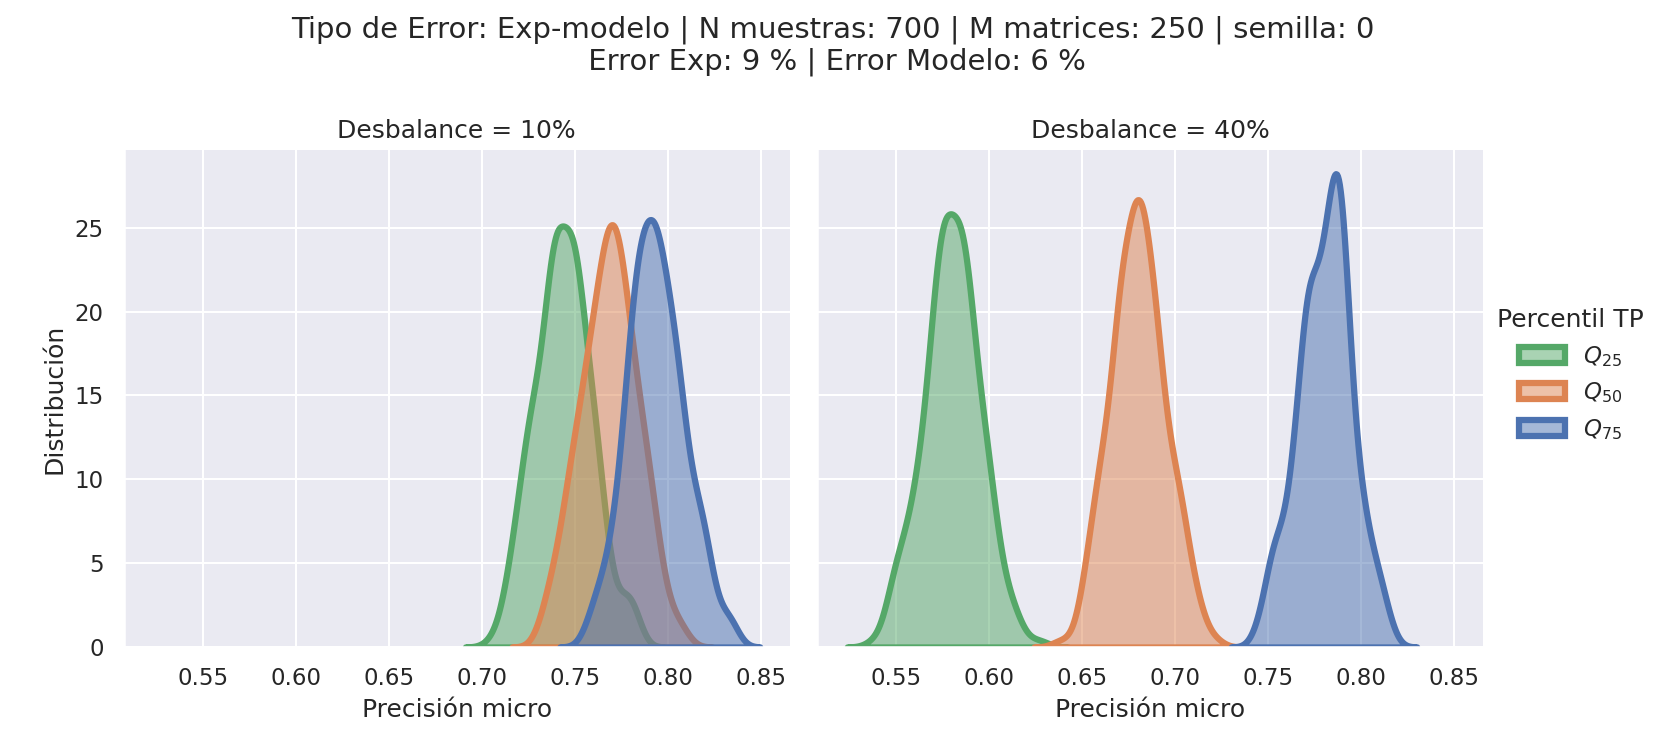 Tipo de Error: Exp-modelo | N muestras: 700 | M matrices: 250 | semilla: 0
Error Exp: 9 % | Error Modelo: 6 %
Desbalance = 10%
Desbalance = 40%
Distribución
25
20
15
10
5
0
0.55 0.60 0.65 0.70 0.75 0.80 0.85
Precisión micro
0.55 0.60 0.65 0.70 0.75 0.80 0.85
Precisión micro
Percentil TP
Q25
Q50
Q75